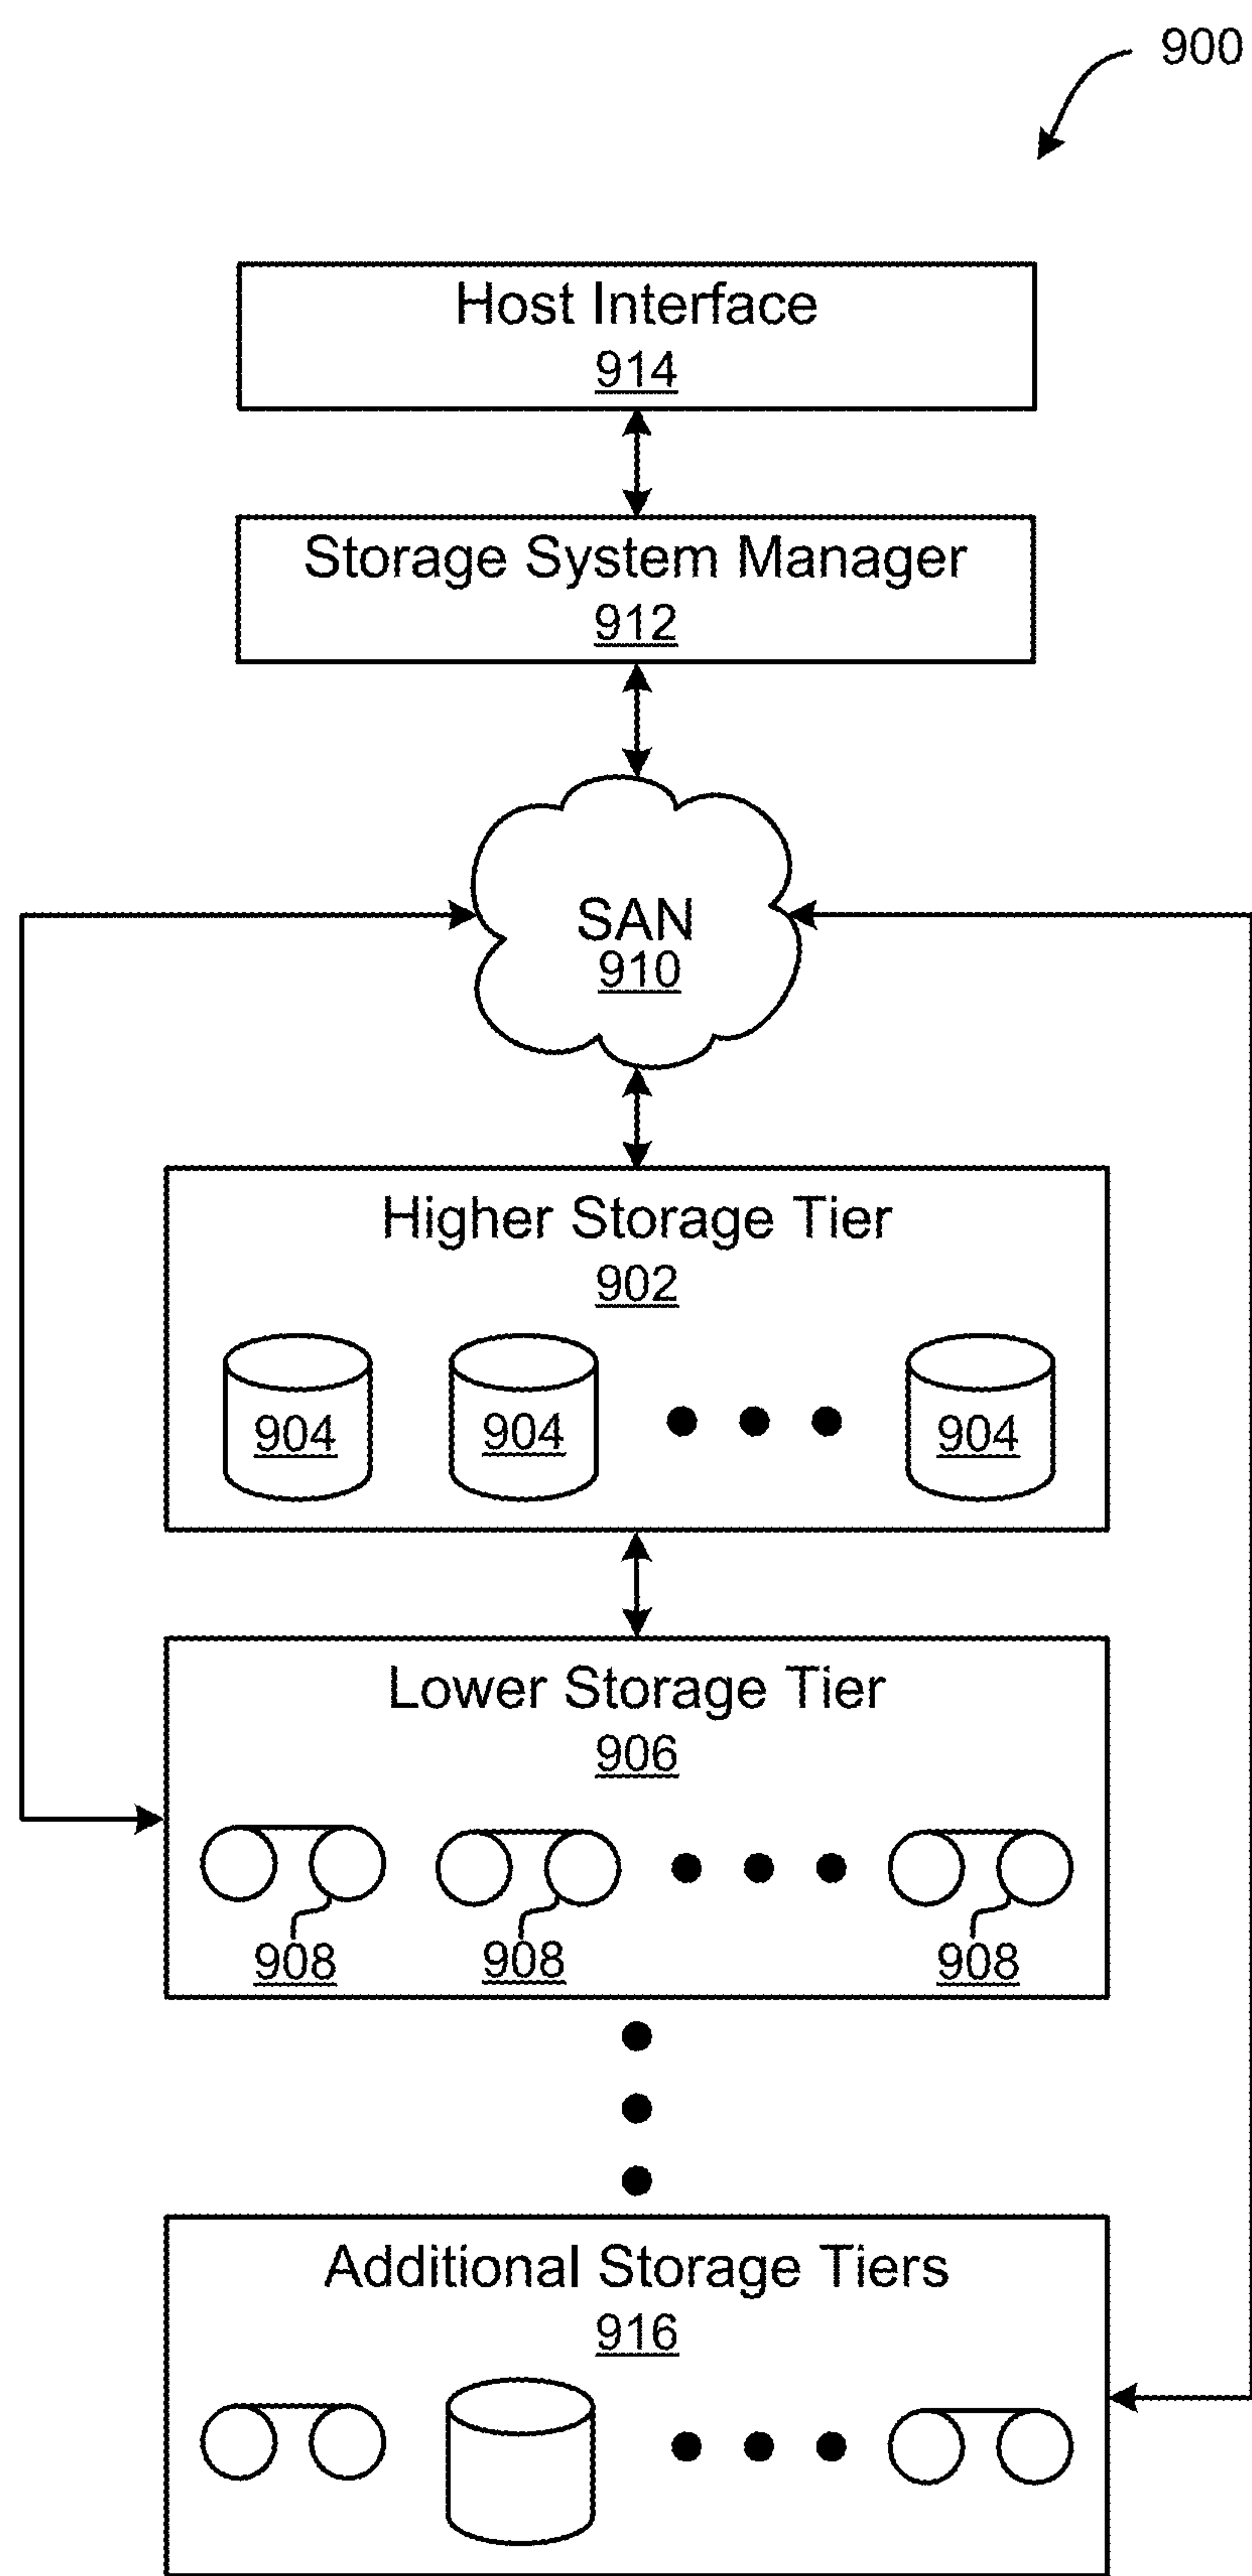 900
Host Interface
914
Storage System Manager
912
SAN
910
Higher Storage Tier
902
904 904 904
Lower Storage Tier
906
908 908 908
Additional Storage Tiers
916